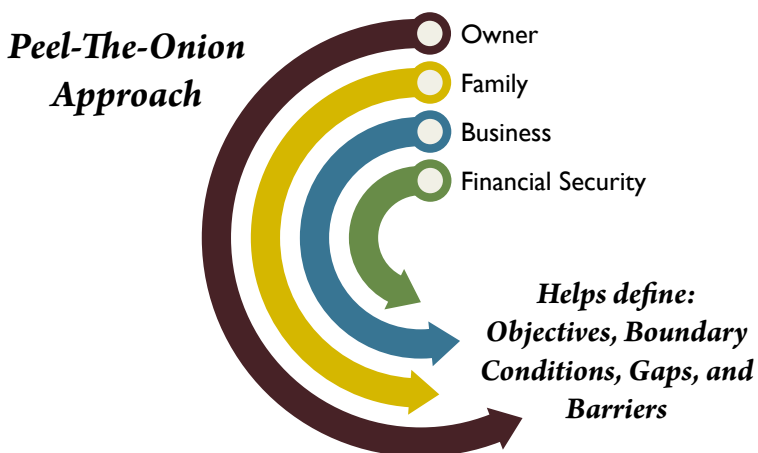 Peel-The-Onion
Approach
Owner
Family
Business
Financial Security
Helps define:
Objectives, Boundary
Conditions, Gaps, and
Barriers